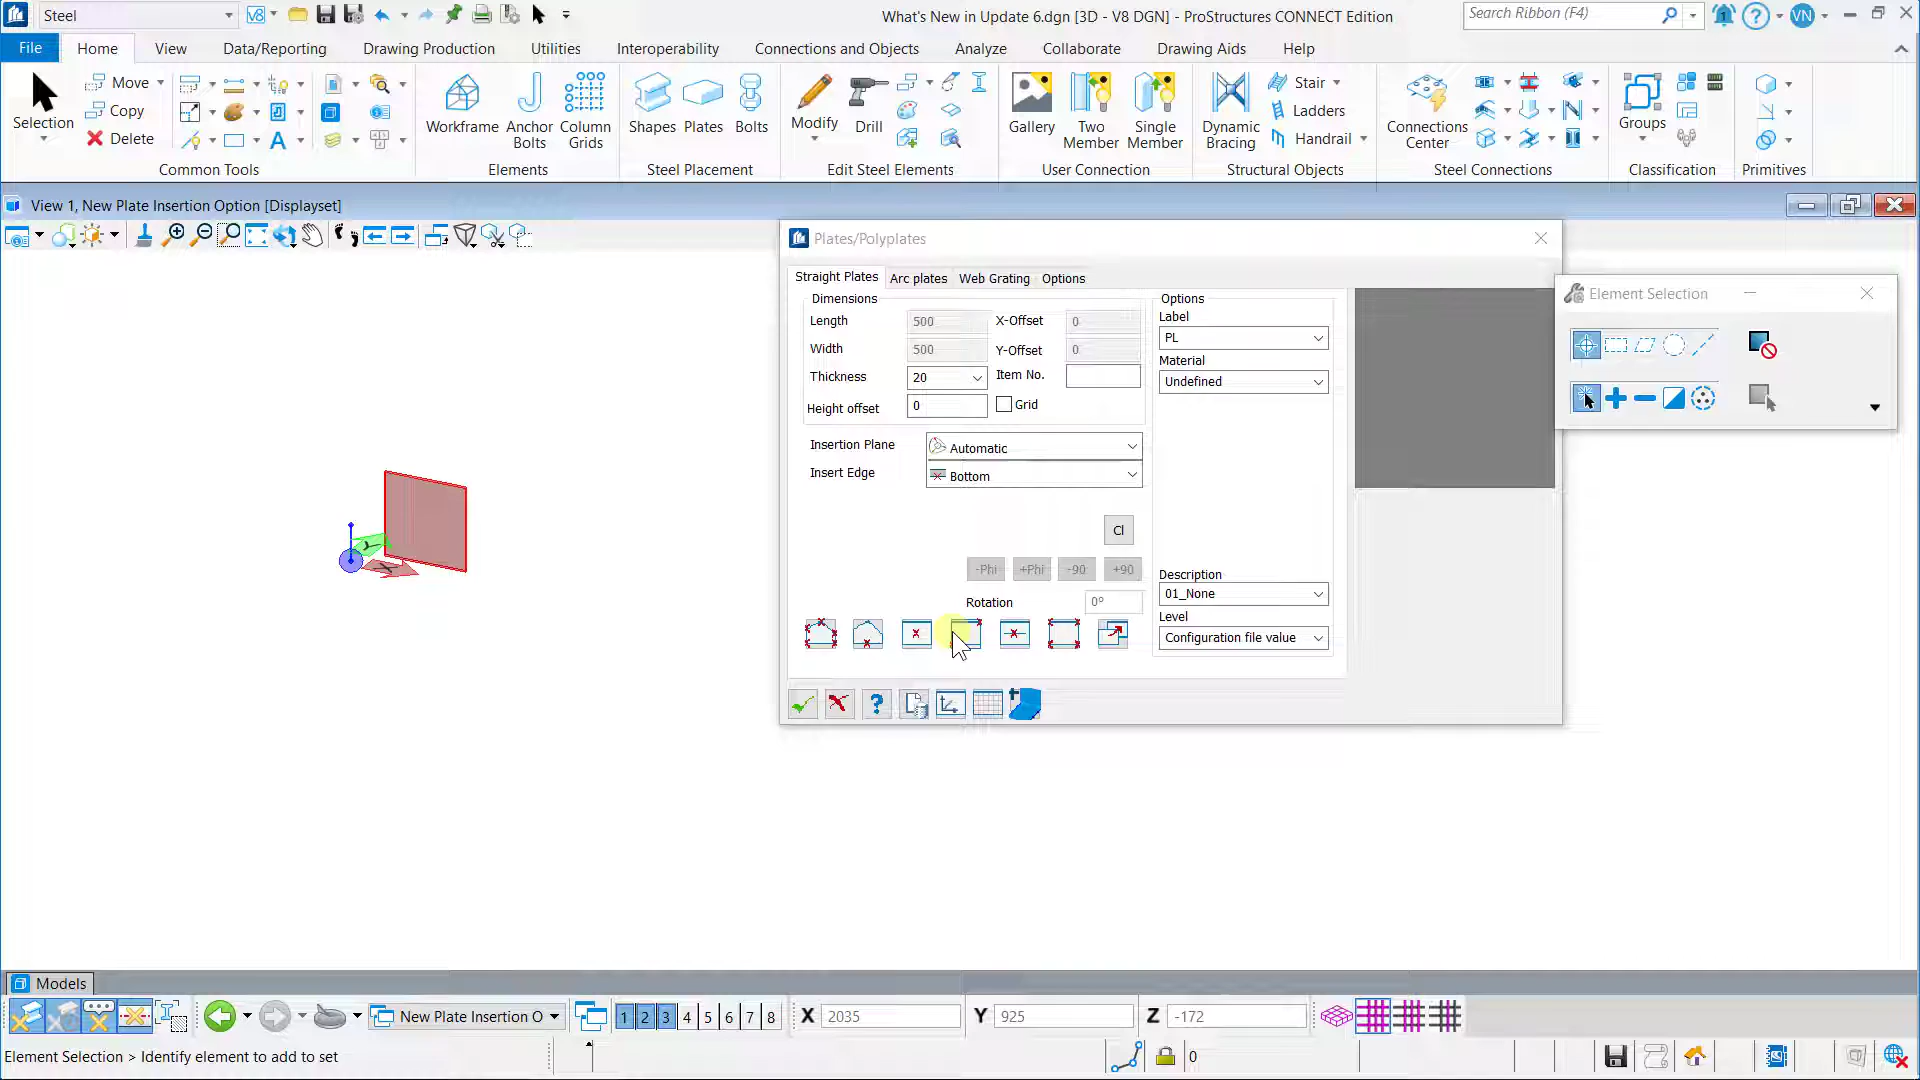 Steel
V8
What's New in Update 6.dgn [3D - V8 DGN] - ProStructures CONNECT Edition
Search Ribbon (F4)
VN
File
Home
View
Data/Reporting
Drawing Production
Utilities
Interoperability
Connections and Objects
Analyze
Collaborate
Drawing Aids
Help
Selection
Move
Copy
Delete
Common Tools
Workframe
Anchor Bolts
Column Grids
Elements
Shapes
Plates
Bolts
Steel Placement
Modify
Drill
Edit Steel Elements
Gallery
Two Member
Single Member
User Connection
Dynamic Bracing
Stair
Ladders
Handrail
Structural Objects
Connections Center
Steel Connections
Groups
Classification
Primitives
View 1, New Plate Insertion Option [Displayset]
Plates/Polyplates
Straight Plates
Arc plates
Web Grating
Options
Dimensions
Length
500
X-Offset
0
Width
500
Y-Offset
0
Thickness
20
Item No.
Height offset
0
Grid
Insertion Plane
Automatic
Insert Edge
Bottom
Cl
-Phi
+Phi
-90
+90
Rotation
0°
Options
Label
PL
Material
Undefined
Description
01_None
Level
Configuration file value
Element Selection
X
Models
New Plate Insertion O
1
2
3
4
5
6
7
8
X
2035
Y
925
Z
-172
Element Selection > Identify element to add to set
0